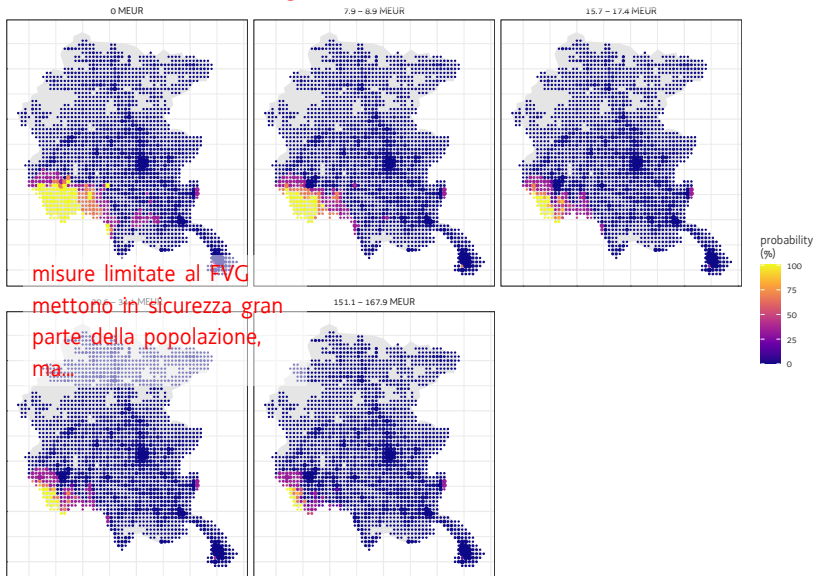 0 MEUR
7.9 – 8.9 MEUR
15.7 – 17.4 MEUR
probability
(%)
100
75
50
25
0
misure limitate al FVG
mettono in sicurezza gran
MEUR
parte della popolazione,
ma...
151.1 – 167.9 MEUR